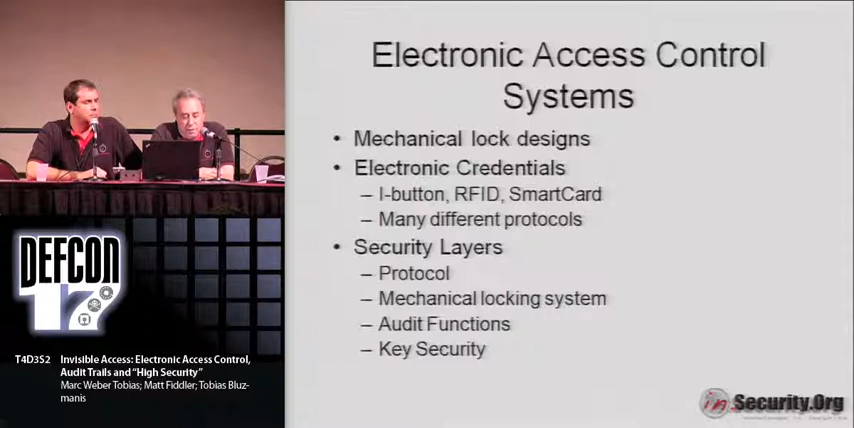 Electronic Access Control
Systems
• Mechanical lock designs
• Electronic Credentials
– I-button, RFID, SmartCard
– Many different protocols
• Security Layers
– Protocol
– Mechanical locking system
– Audit Functions
– Key Security
DEFCON
17
T4D3S2 Invisible Access: Electronic Access Control,
Audit Trails and “High Security”
Marc Weber Tobias; Matt Fiddler; Tobias Bluz-
manis
in.Security.Org